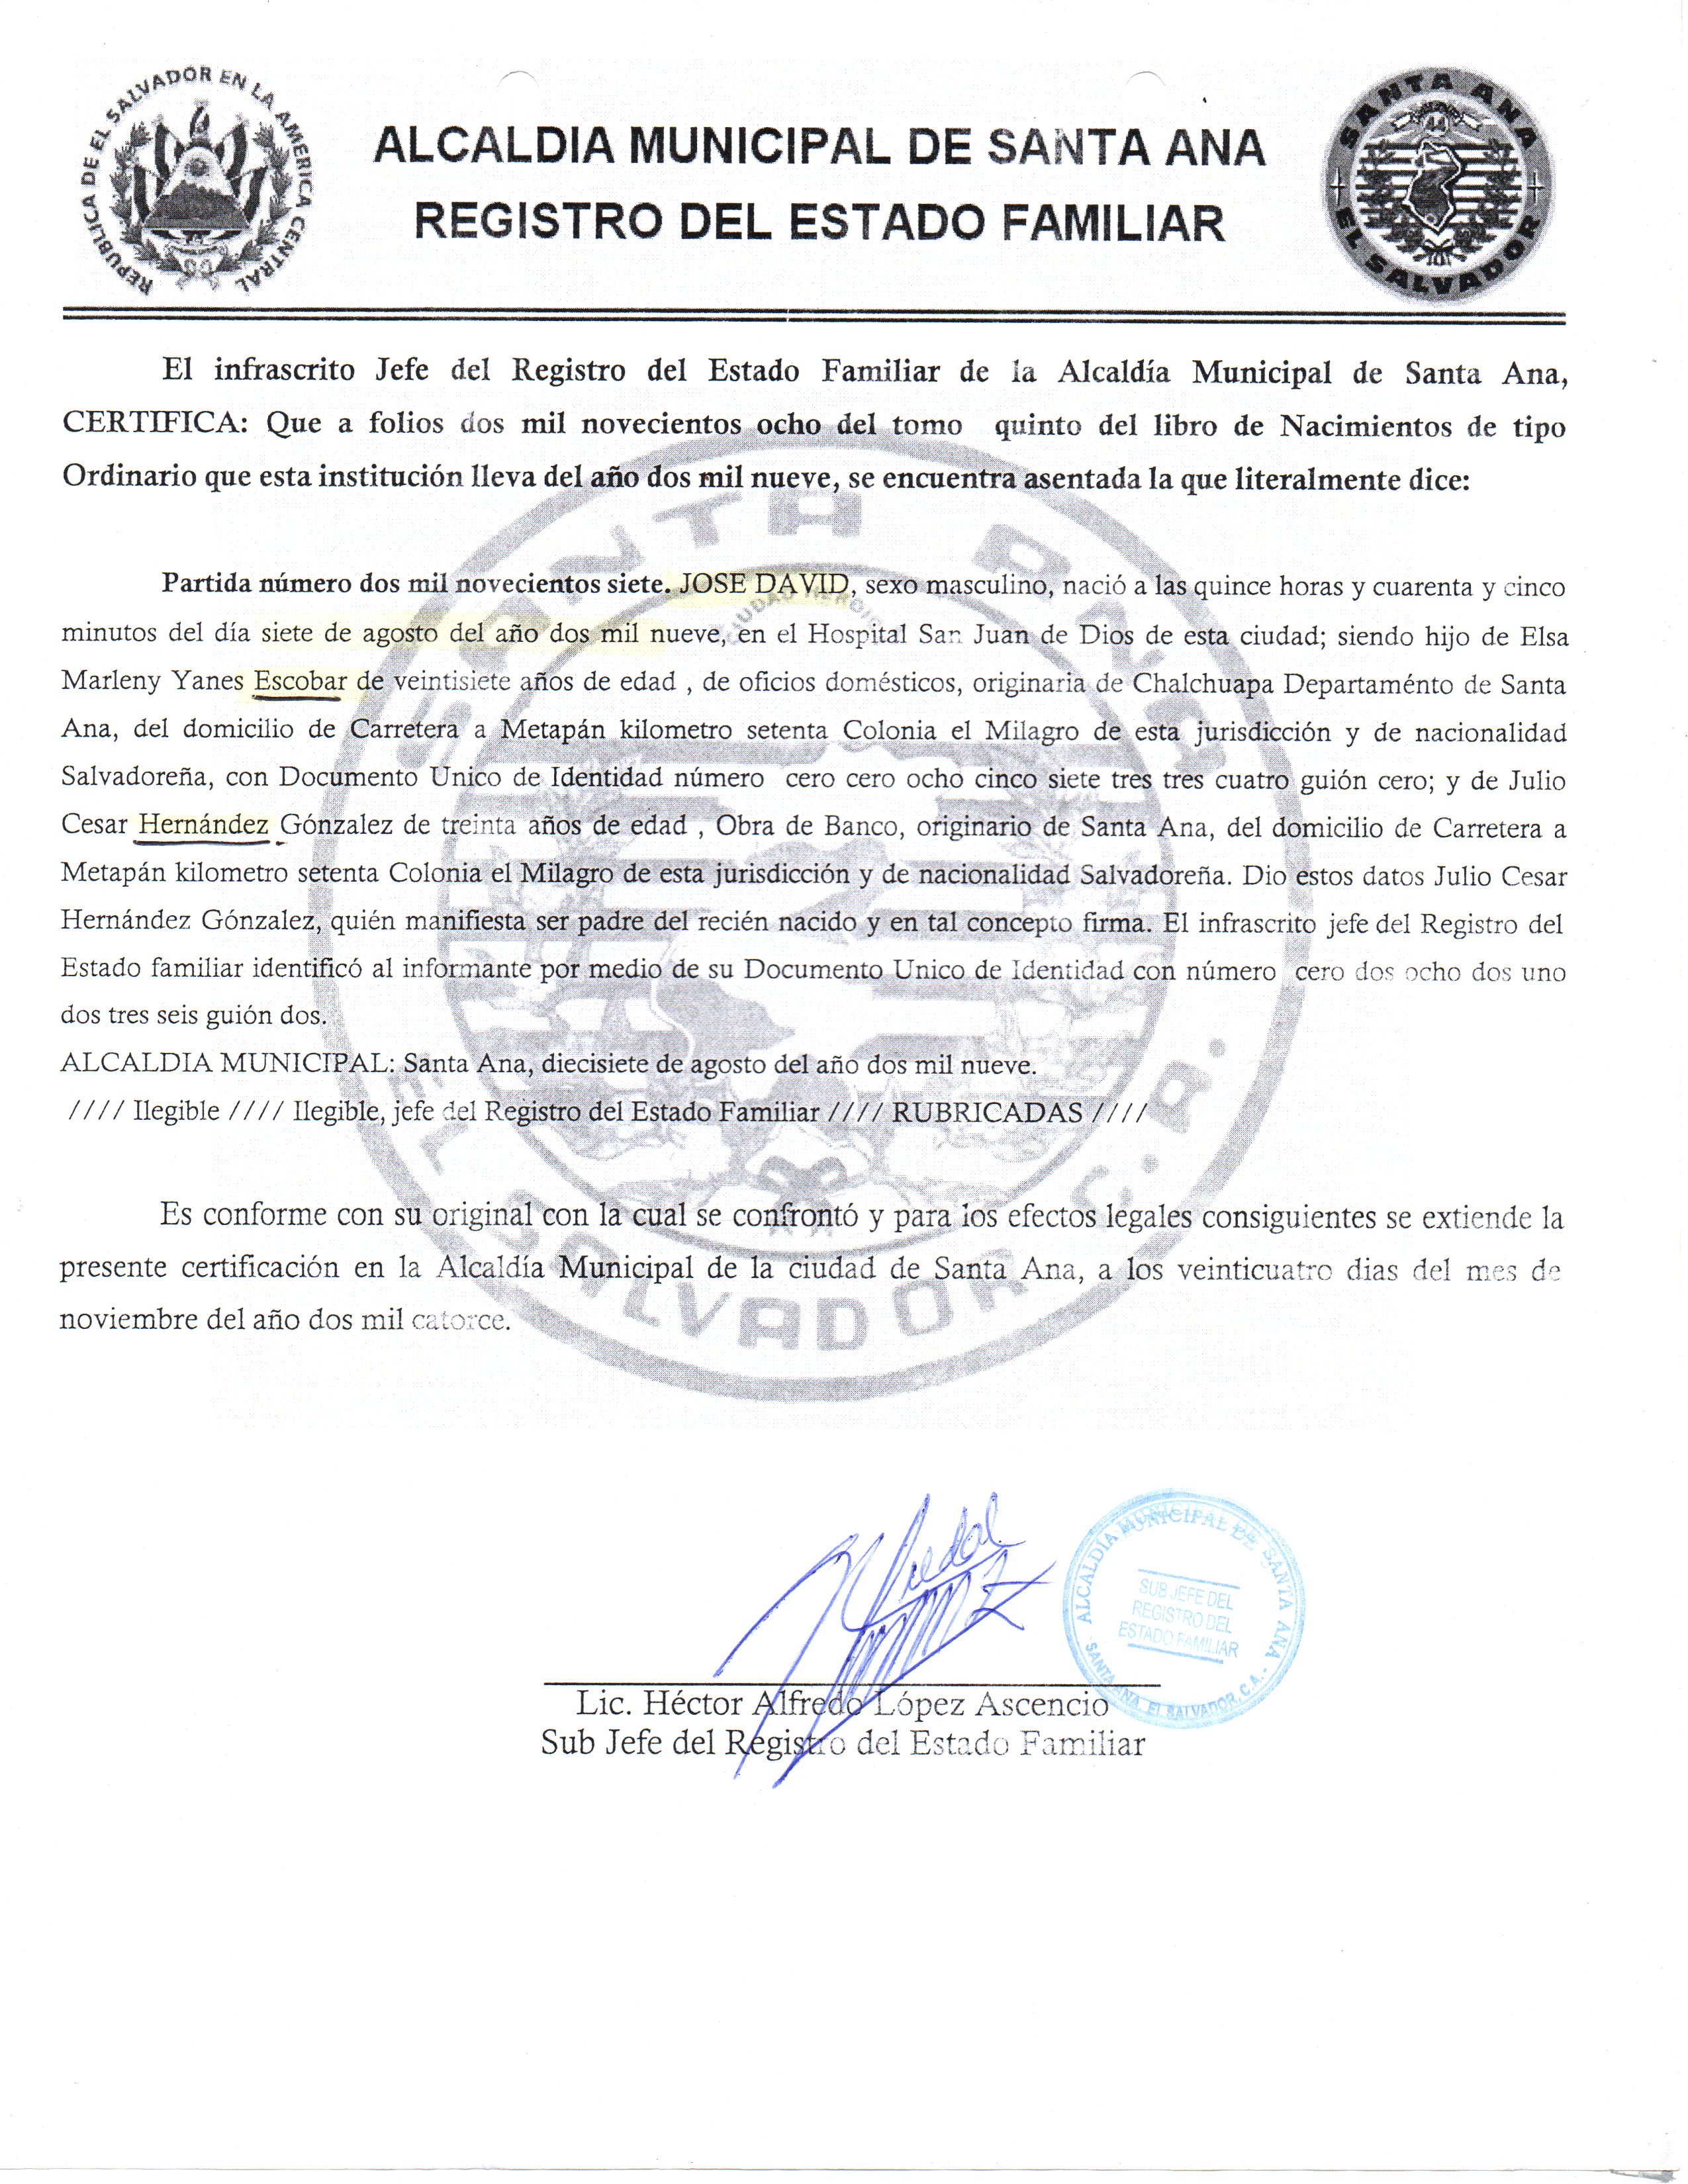 REPUBLICA DE EL SALVADOR EN LA AMERICA CENTRAL
ALCALDIA MUNICIPAL DE SANTA ANA
REGISTRO DEL ESTADO FAMILIAR
SANTA ANA
44
EL SALVADOR
El infrascrito Jefe del Registro del Estado Familiar de la Alcaldía Municipal de Santa Ana,
CERTIFICA: Que a folios dos mil novecientos ocho del tomo quinto del libro de Nacimientos de tipo
Ordinario que esta institución lleva del año dos mil nueve, se encuentra asentada la que literalmente dice:
Partida número dos mil novecientos siete. JOSE DAVID, sexo masculino, nació a las quince horas y cuarenta y cinco
minutos del día siete de agosto del año dos mil nueve, en el Hospital San Juan de Dios de esta ciudad; siendo hijo de Elsa
Marleny Yanes Escobar de veintisiete años de edad , de oficios domésticos, originaria de Chalchuapa Departaménto de Santa
Ana, del domicilio de Carretera a Metapán kilometro setenta Colonia el Milagro de esta jurisdicción y de nacionalidad
Salvadoreña, con Documento Unico de Identidad número cero cero ocho cinco siete tres tres cuatro guión cero; y de Julio
Cesar Hernández Gónzalez de treinta años de edad , Obra de Banco, originario de Santa Ana, del domicilio de Carretera a
Metapán kilometro setenta Colonia el Milagro de esta jurisdicción y de nacionalidad Salvadoreña. Dio estos datos Julio Cesar
Hernández Gónzalez, quién manifiesta ser padre del recién nacido y en tal concepto firma. El infrascrito jefe del Registro del
Estado familiar identificó al informante por medio de su Documento Unico de Identidad con número cero dos ocho dos uno
dos tres seis guión dos.
ALCALDIA MUNICIPAL: Santa Ana, diecisiete de agosto del año dos mil nueve.
//// Ilegible //// Ilegible, jefe del Registro del Estado Familiar //// RUBRICADAS ////
Es conforme con su original con la cual se confrontó y para los efectos légales consiguientes se extiende la
presente certificación en la Alcaldía Municipal de la ciudad de Santa Ana, a los veinticuatro dias del mes de
noviembre del año dos mil catorce.
SANTA ANA
EL SALVADOR C.A.
ALCALDÍA MUNICIPAL DE SANTA ANA
SUB JEFE DEL
REGISTRO DEL
ESTADO FAMILIAR
SANTA ANA, EL SALVADOR, C.A.
Lic. Héctor Alfredo López Ascencio
Sub Jefe del Registro del Estado Familiar